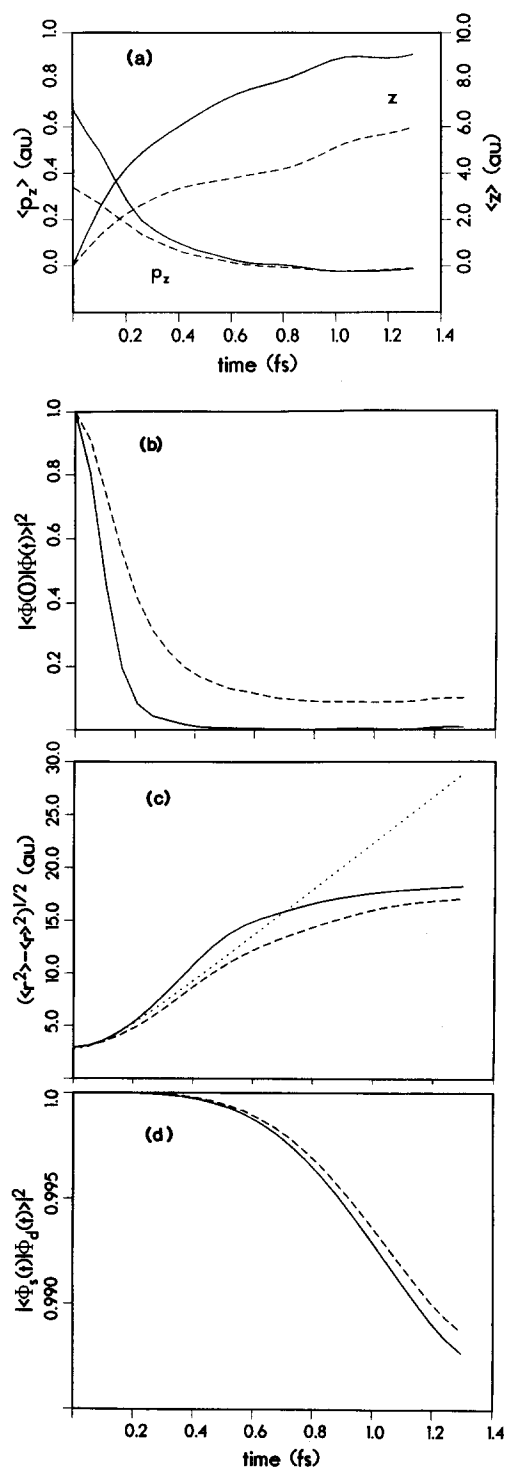 (a)
1.0
0.8
0.6
0.4
0.2
0.0
<p_z> (au)
10.0
8.0
6.0
4.0
2.0
0.0
<z> (au)
z
p_z
0.2 0.4 0.6 0.8 1.0 1.2 1.4
time (fs)
(b)
1.0
0.8
0.6
0.4
0.2
|<Φ(0)|Φ(t)>|²
(c)
30.0
25.0
20.0
15.0
10.0
5.0
(<r²>-<r>²)^1/2 (au)
(d)
1.0
0.995
0.990
|<Φ_s(t)|Φ_d(t)>|²
0.2 0.4 0.6 0.8 1.0 1.2 1.4
time (fs)